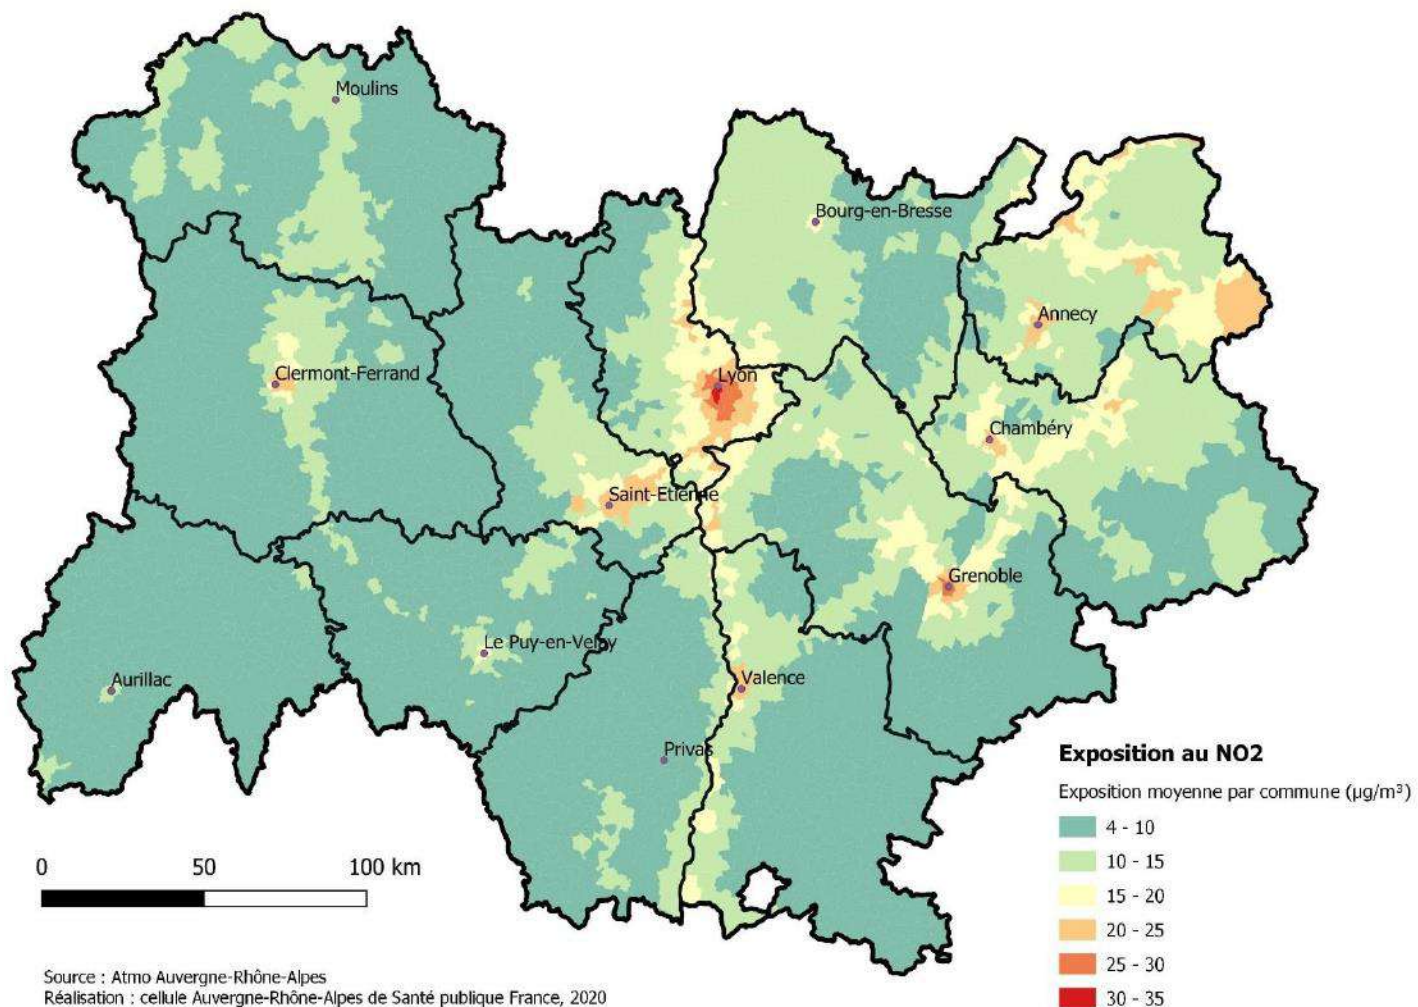 Moulins
Bourg-en-Bresse
Annecy
Clermont-Ferrand
Lyon
Chambéry
Saint-Etienne
Grenoble
Le Puy-en-Velay
Aurillac
Valence
Privas
Exposition au NO2
Exposition moyenne par commune (µg/m³)
4 - 10
10 - 15
15 - 20
20 - 25
25 - 30
30 - 35
0 50 100 km
Source : Atmo Auvergne-Rhône-Alpes
Réalisation : cellule Auvergne-Rhône-Alpes de Santé publique France, 2020